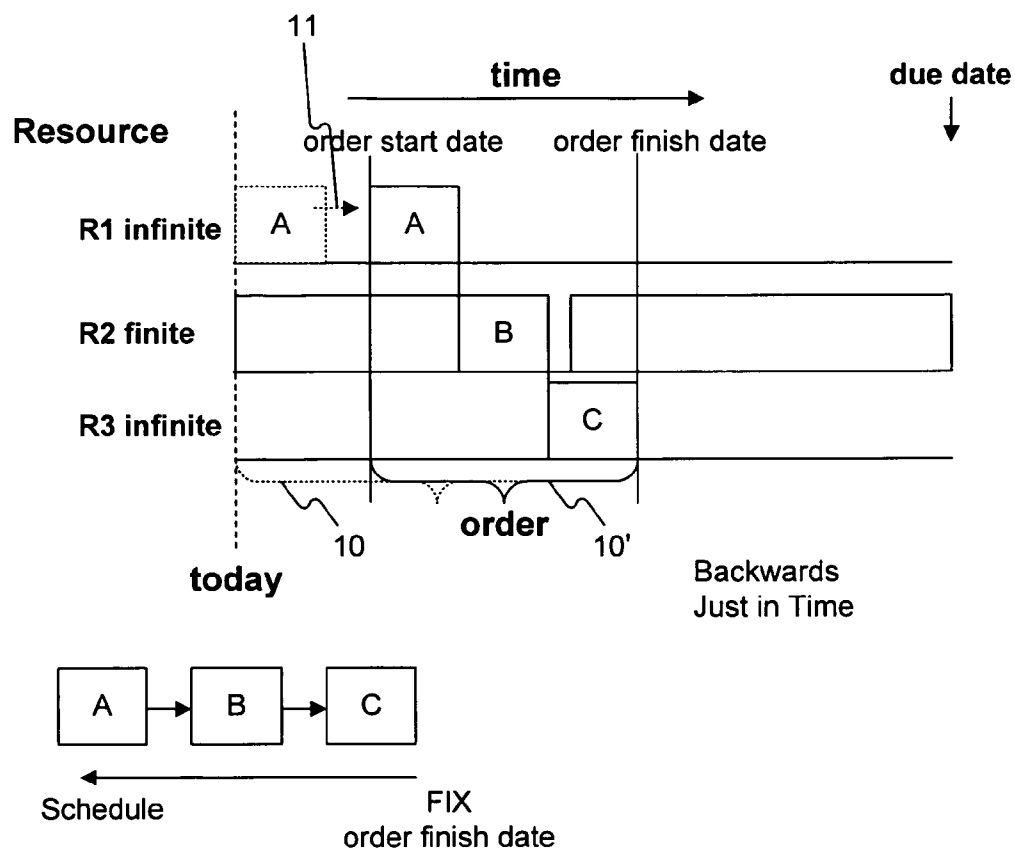 11
time
due date
Resource
order start date
order finish date
R1 infinite
A
A
R2 finite
B
R3 infinite
C
10
order
10'
today
Backwards
Just in Time
A
B
C
Schedule
FIX
order finish date